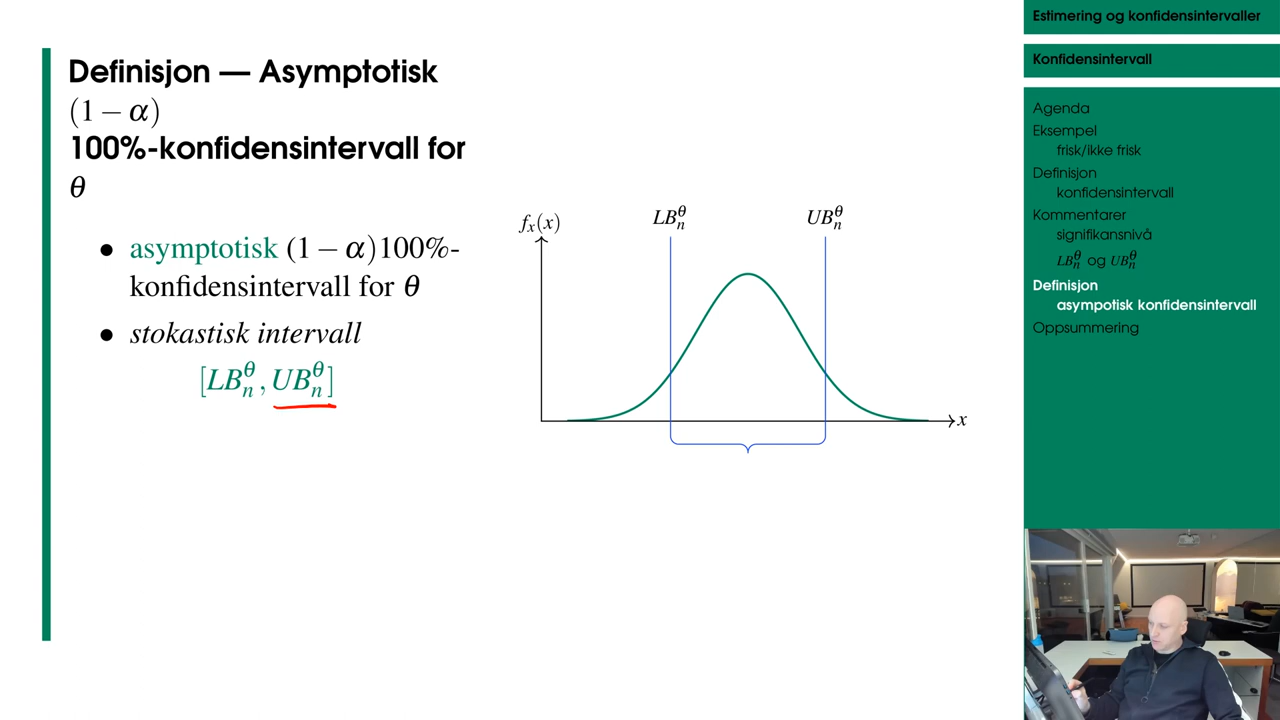 Definisjon — Asymptotisk
(1 − α)
100%-konfidensintervall for
θ
• asymptotisk (1 − α)100%-
konfidensintervall for θ
• stokastisk intervall
[LB_n^θ, UB_n^θ]
f_x(x)
LB_n^θ
UB_n^θ
x
Estimering og konfidensintervaller
Konfidensintervall
Agenda
Eksempel
frisk/ikke frisk
Definisjon
konfidensintervall
Kommentarer
signifikansnivå
LB_n^θ og UB_n^θ
Definisjon
asympotisk konfidensintervall
Oppsummering